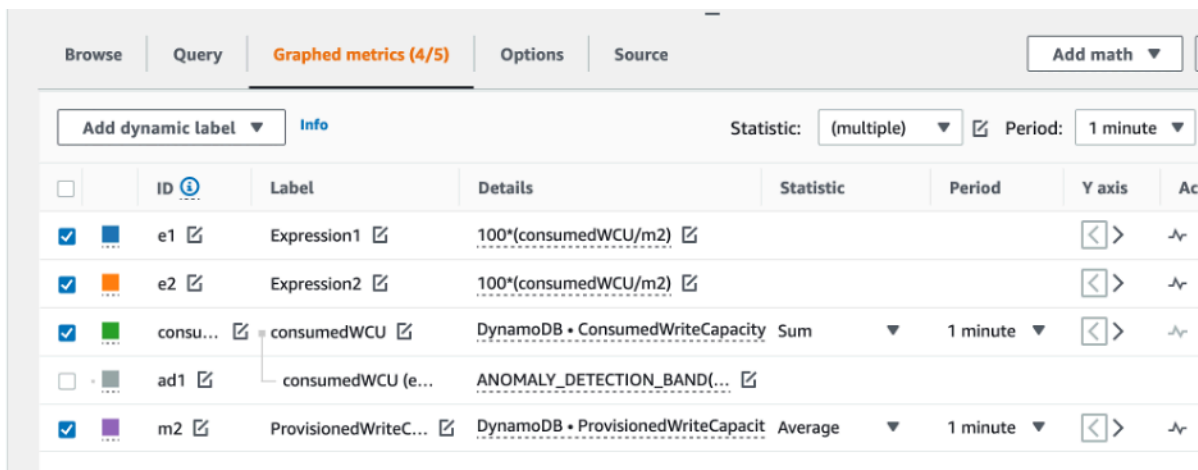 Browse Query Graphed metrics (4/5) Options Source Add math
Add dynamic label Info Statistic: (multiple) Period: 1 minute
ID Label Details Statistic Period Y axis Ac
e1 Expression1 100*(consumedWCU/m2)
e2 Expression2 100*(consumedWCU/m2)
consu... consumedWCU DynamoDB • ConsumedWriteCapacity Sum 1 minute
ad1 consumedWCU (e... ANOMALY_DETECTION_BAND(...
m2 ProvisionedWriteC... DynamoDB • ProvisionedWriteCapacit Average 1 minute